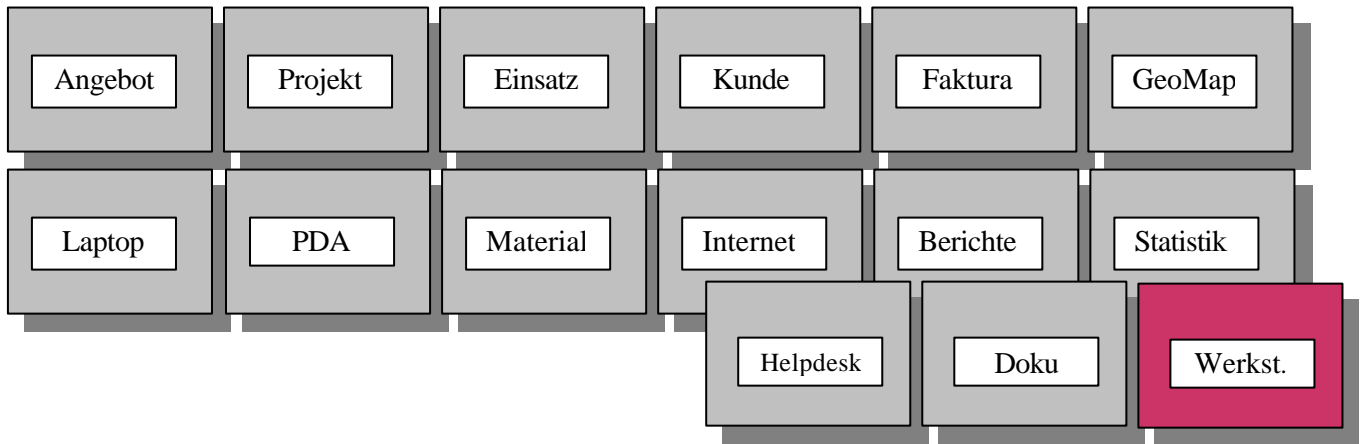 Angebot Projekt Einsatz Kunde Faktura GeoMap
Laptop PDA Material Internet Berichte Statistik
Helpdesk Doku Werkst.